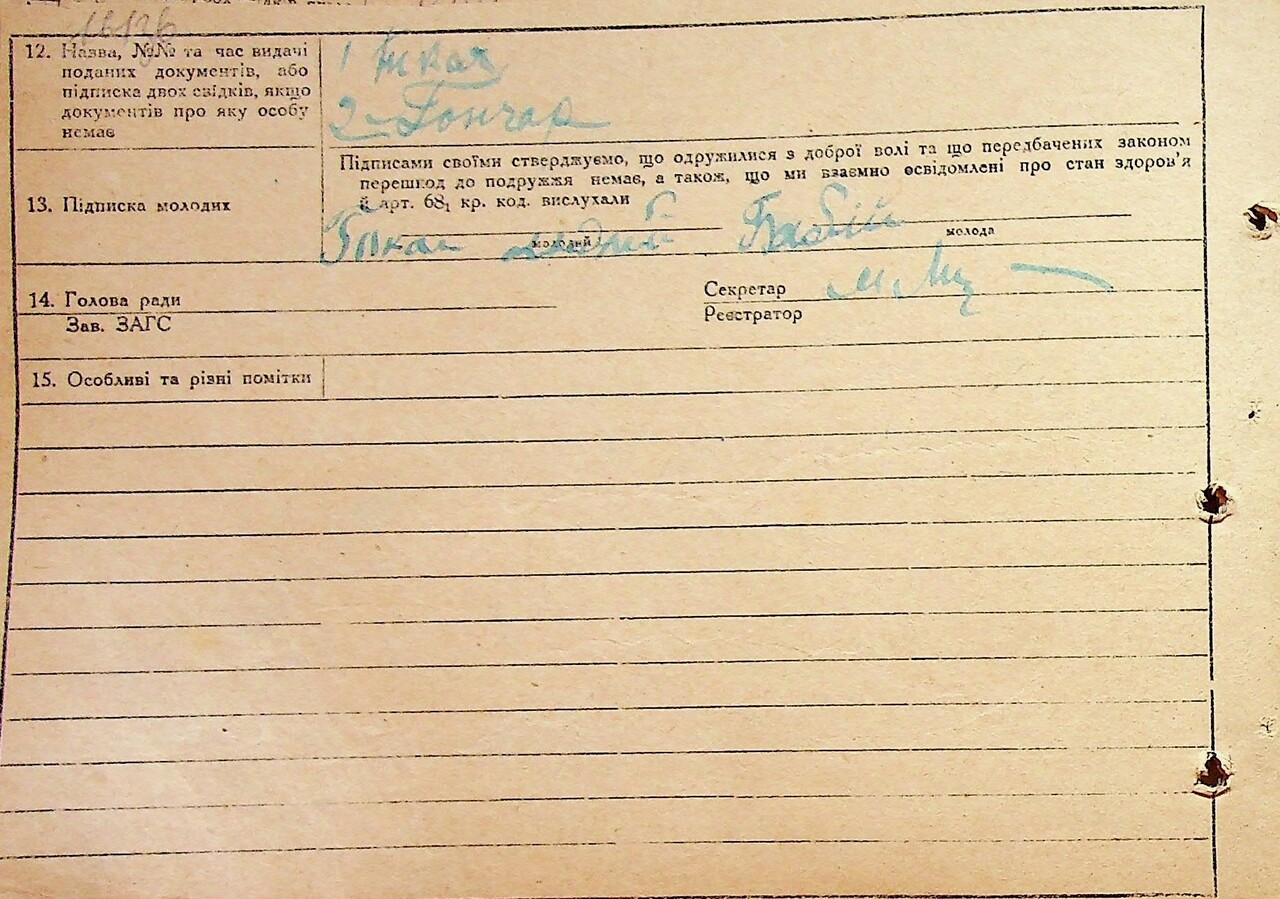 12. Назва, №№ та час видачі
поданих документів, або
підписка двох свідків, якщо
документів про яку особу
немає
1 Ткач
2 Гончар
Підписами своїми стверджуємо, що одружилися з доброї волі та що передбачених законом
перешкод до подружжя немає, а також, що ми взаємно освідомлені про стан здоров'я
й арт. 68₁ кр. код. вислухали
13. Підписка молодих
Бабій
молодий
молода
14. Голова ради
Зав. ЗАГС
Секретар
Реєстратор
15. Особливі та різні помітки